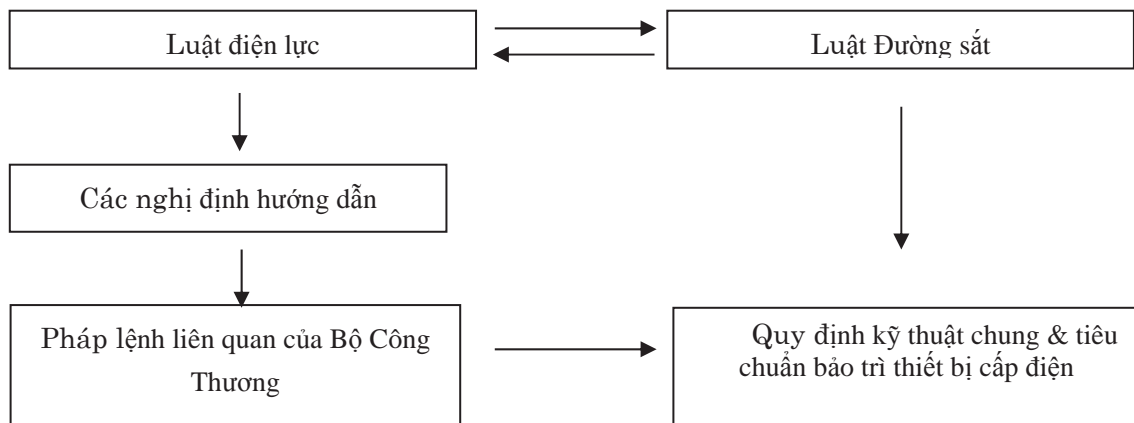 Luật điện lực
Luật Đường sắt
Các nghị định hướng dẫn
Pháp lệnh liên quan của Bộ Công
Thương
Quy định kỹ thuật chung & tiêu
chuẩn bảo trì thiết bị cấp điện